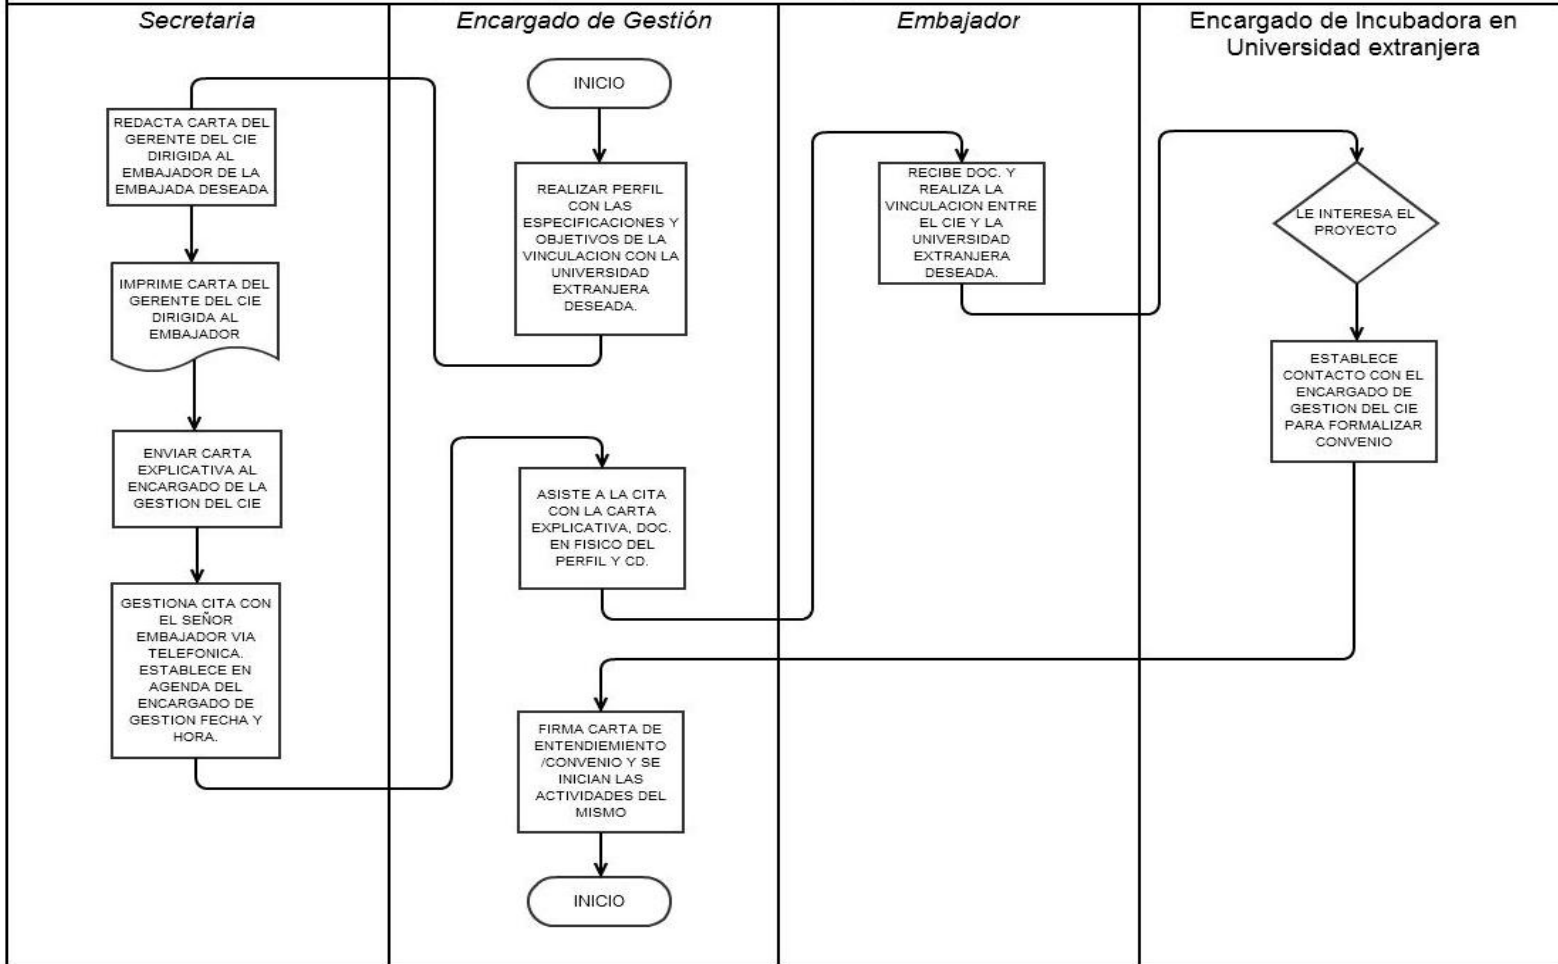 Secretaria
Encargado de Gestión
Embajador
Encargado de Incubadora en
Universidad extranjera
INICIO
REALIZAR PERFIL
CON LAS
ESPECIFICACIONES Y
OBJETIVOS DE LA
VINCULACION CON LA
UNIVERSIDAD
EXTRANJERA
DESEADA.
REDACTA CARTA DEL
GERENTE DEL CIE
DIRIGIDA AL
EMBAJADOR DE LA
EMBAJADA DESEADA
IMPRIME CARTA DEL
GERENTE DEL CIE
DIRIGIDA AL
EMBAJADOR
ENVIAR CARTA
EXPLICATIVA AL
ENCARGADO DE LA
GESTION DEL CIE
GESTIONA CITA CON
EL SEÑOR
EMBAJADOR VIA
TELEFONICA.
ESTABLECE EN
AGENDA DEL
ENCARGADO DE
GESTION FECHA Y
HORA.
ASISTE A LA CITA
CON LA CARTA
EXPLICATIVA, DOC.
EN FISICO DEL
PERFIL Y CD.
RECIBE DOC. Y
REALIZA LA
VINCULACION ENTRE
EL CIE Y LA
UNIVERSIDAD
EXTRANJERA
DESEADA.
LE INTERESA EL
PROYECTO
ESTABLECE
CONTACTO CON EL
ENCARGADO DE
GESTION DEL CIE
PARA FORMALIZAR
CONVENIO
FIRMA CARTA DE
ENTENDIEMIENTO
/CONVENIO Y SE
INICIAN LAS
ACTIVIDADES DEL
MISMO
INICIO